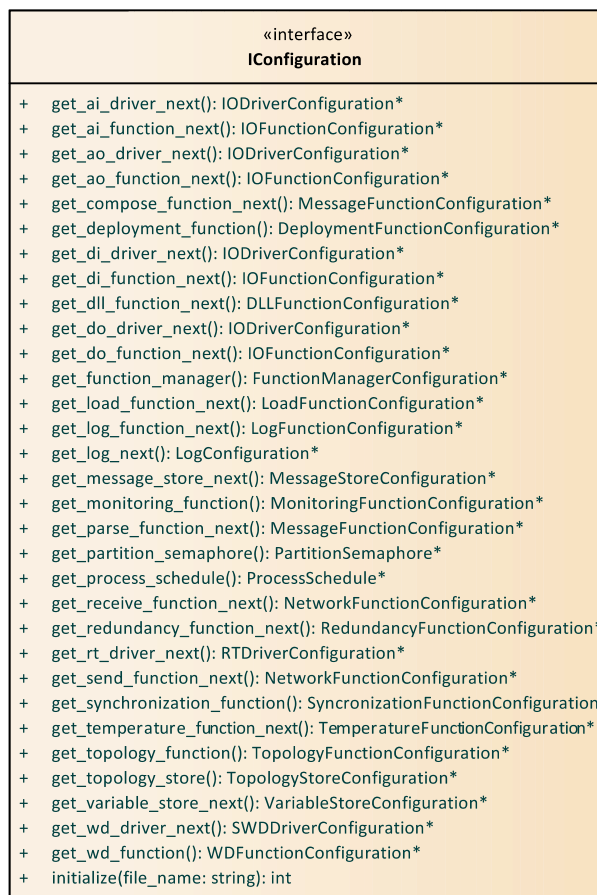 «interface»
IConfiguration
+ get_ai_driver_next(): IODriverConfiguration*
+ get_ai_function_next(): IOFunctionConfiguration*
+ get_ao_driver_next(): IODriverConfiguration*
+ get_ao_function_next(): IOFunctionConfiguration*
+ get_compose_function_next(): MessageFunctionConfiguration*
+ get_deployment_function(): DeploymentFunctionConfiguration*
+ get_di_driver_next(): IODriverConfiguration*
+ get_di_function_next(): IOFunctionConfiguration*
+ get_dll_function_next(): DLLFunctionConfiguration*
+ get_do_driver_next(): IODriverConfiguration*
+ get_do_function_next(): IOFunctionConfiguration*
+ get_function_manager(): FunctionManagerConfiguration*
+ get_load_function_next(): LoadFunctionConfiguration*
+ get_log_function_next(): LogFunctionConfiguration*
+ get_log_next(): LogConfiguration*
+ get_message_store_next(): MessageStoreConfiguration*
+ get_monitoring_function(): MonitoringFunctionConfiguration*
+ get_parse_function_next(): MessageFunctionConfiguration*
+ get_partition_semaphore(): PartitionSemaphore*
+ get_process_schedule(): ProcessSchedule*
+ get_receive_function_next(): NetworkFunctionConfiguration*
+ get_redundancy_function_next(): RedundancyFunctionConfiguration*
+ get_rt_driver_next(): RTDriverConfiguration*
+ get_send_function_next(): NetworkFunctionConfiguration*
+ get_synchronization_function(): SyncronizationFunctionConfiguration
+ get_temperature_function_next(): TemperatureFunctionConfiguration*
+ get_topology_function(): TopologyFunctionConfiguration*
+ get_topology_store(): TopologyStoreConfiguration*
+ get_variable_store_next(): VariableStoreConfiguration*
+ get_wd_driver_next(): SWDDriverConfiguration*
+ get_wd_function(): WDFunctionConfiguration*
+ initialize(file_name: string): int